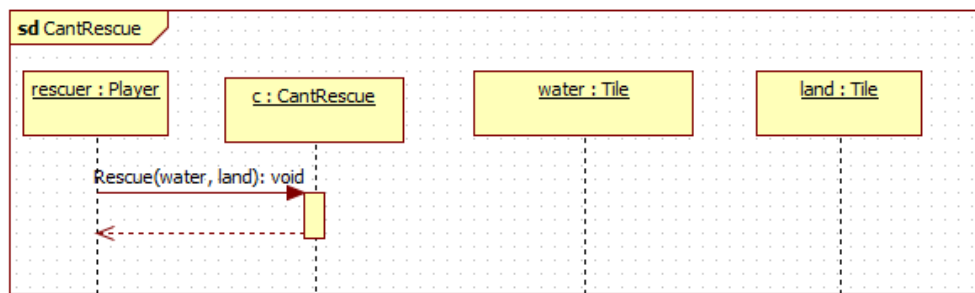 sd CantRescue
rescuer : Player
c : CantRescue
water : Tile
land : Tile
Rescue(water, land): void